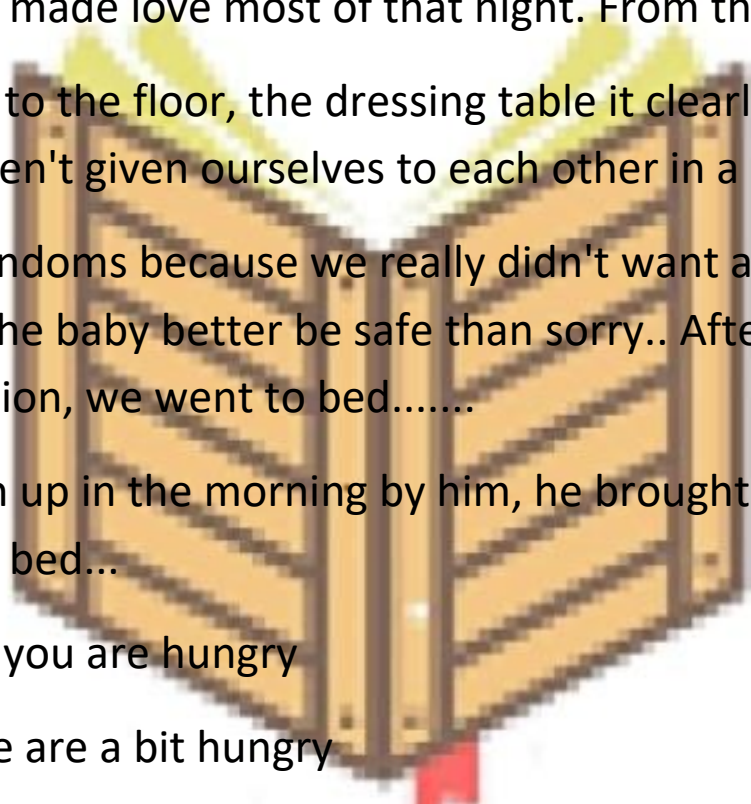 made love most of that night. From th
to the floor, the dressing table it clearl
en't given ourselves to each other in a
ndoms because we really didn't want a
he baby better be safe than sorry.. Afte
ion, we went to bed.......
up in the morning by him, he brought
bed...
you are hungry
e are a bit hungry